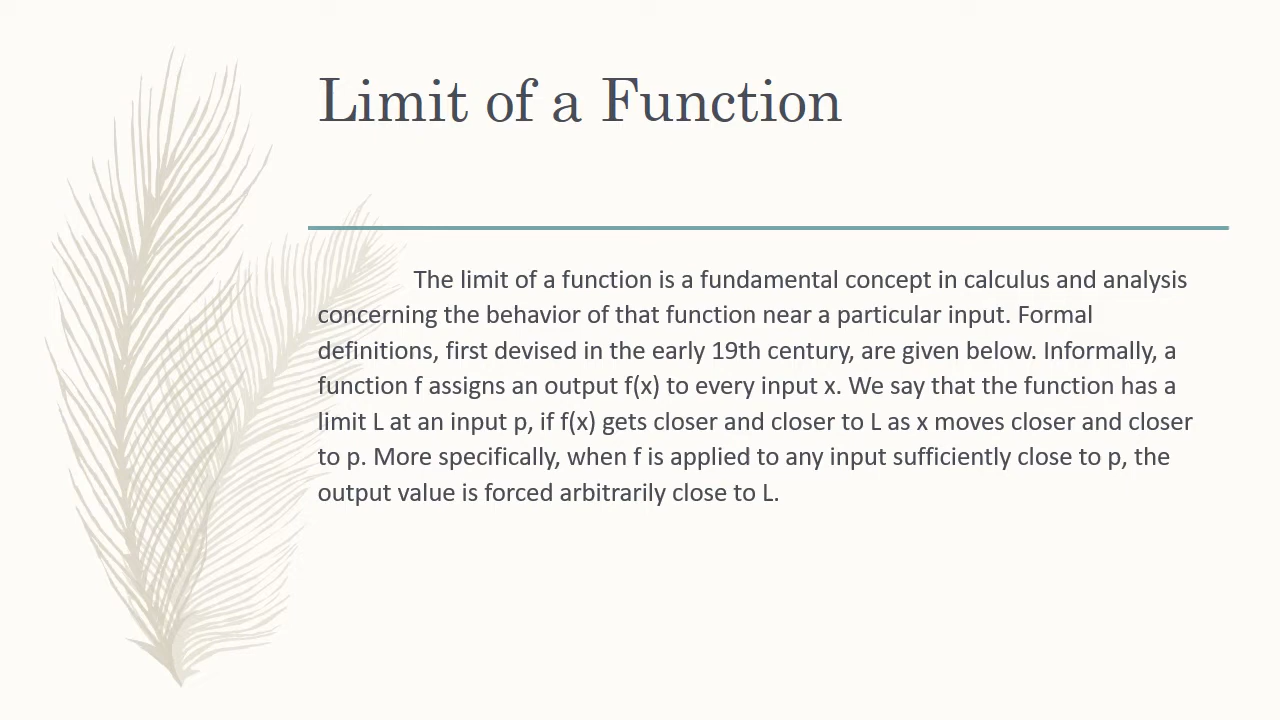 Limit of a Function
The limit of a function is a fundamental concept in calculus and analysis
concerning the behavior of that function near a particular input. Formal
definitions, first devised in the early 19th century, are given below. Informally, a
function f assigns an output f(x) to every input x. We say that the function has a
limit L at an input p, if f(x) gets closer and closer to L as x moves closer and closer
to p. More specifically, when f is applied to any input sufficiently close to p, the
output value is forced arbitrarily close to L.